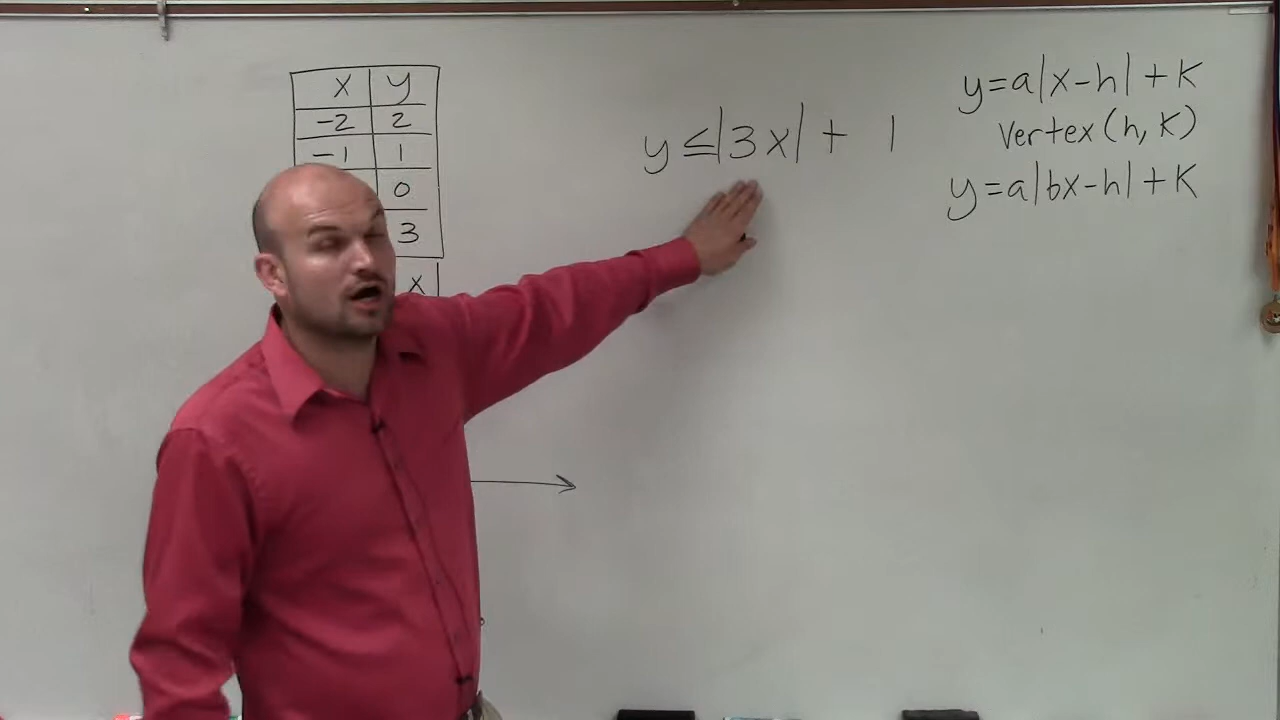 x y
-2 2
-1 1
0
3
x
y ≤ |3x| + 1
y = a|x-h| + K
Vertex (h, K)
y = a|bx-h| + K